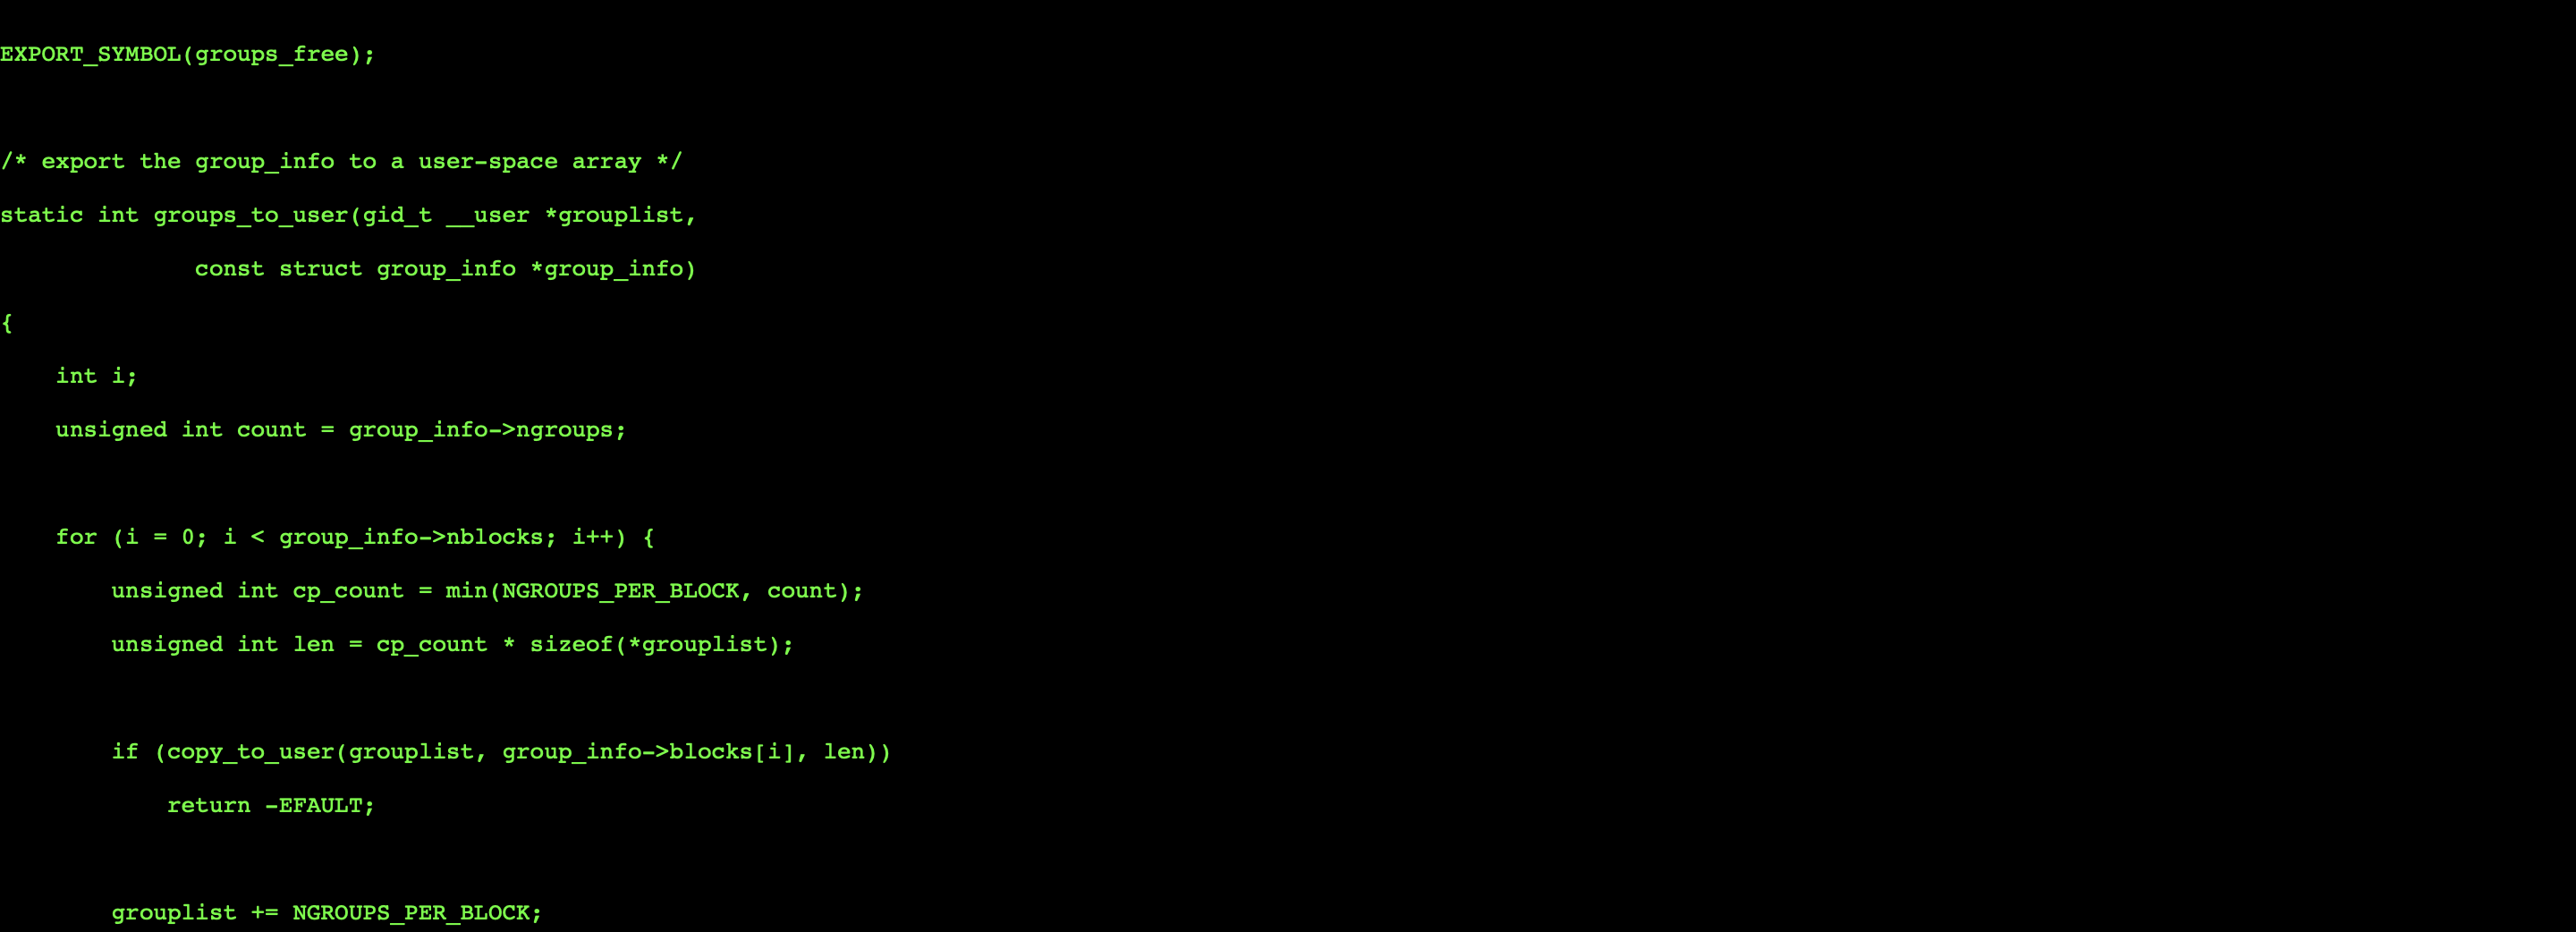 EXPORT_SYMBOL(groups_free);
/* export the group_info to a user-space array */
static int groups_to_user(gid_t __user *grouplist,
              const struct group_info *group_info)
{
    int i;
    unsigned int count = group_info->ngroups;
    for (i = 0; i < group_info->nblocks; i++) {
        unsigned int cp_count = min(NGROUPS_PER_BLOCK, count);
        unsigned int len = cp_count * sizeof(*grouplist);
        if (copy_to_user(grouplist, group_info->blocks[i], len))
            return -EFAULT;
        grouplist += NGROUPS_PER_BLOCK;